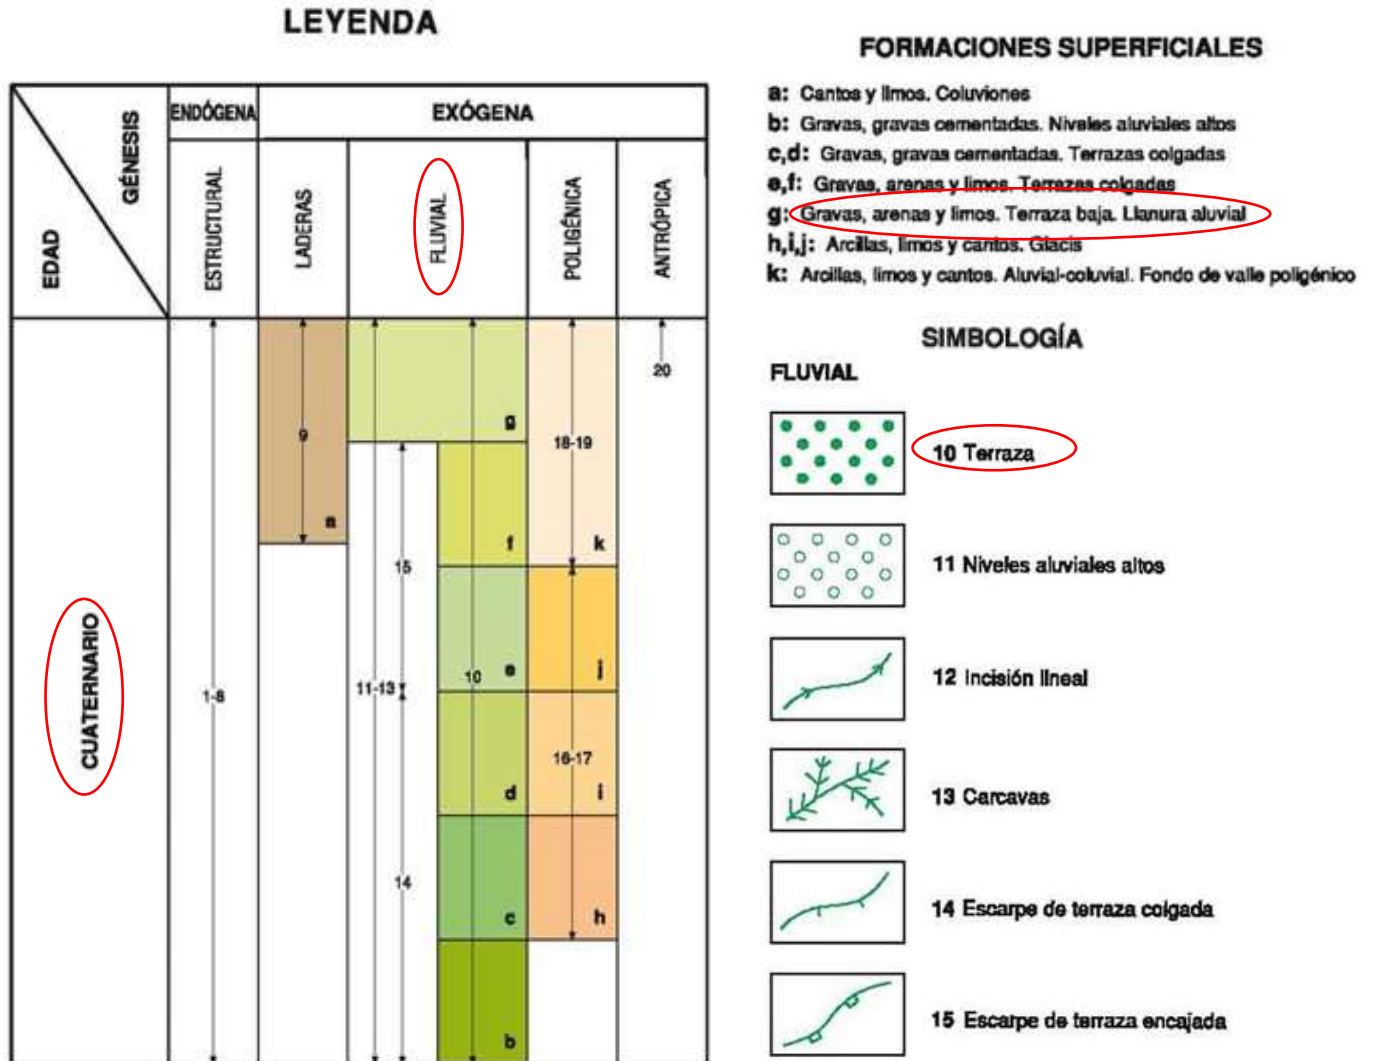 LEYENDA
GÉNESIS
EDAD
ENDÓGENA
EXÓGENA
ESTRUCTURAL
LADERAS
FLUVIAL
POLIGÉNICA
ANTRÓPICA
CUATERNARIO
1-8
9
a
11-13
15
14
10
g
f
e
d
c
b
18-19
k
j
16-17
i
h
20
FORMACIONES SUPERFICIALES
a: Cantos y limos. Coluviones
b: Gravas, gravas cementadas. Niveles aluviales altos
c,d: Gravas, gravas cementadas. Terrazas colgadas
e,f: Gravas, arenas y limos. Terrazas colgadas
g: Gravas, arenas y limos. Terraza baja. Llanura aluvial
h,i,j: Arcillas, limos y cantos. Glacis
k: Arcillas, limos y cantos. Aluvial-coluvial. Fondo de valle poligénico
SIMBOLOGÍA
FLUVIAL
10 Terraza
11 Niveles aluviales altos
12 Incisión lineal
13 Carcavas
14 Escarpe de terraza colgada
15 Escarpe de terraza encajada